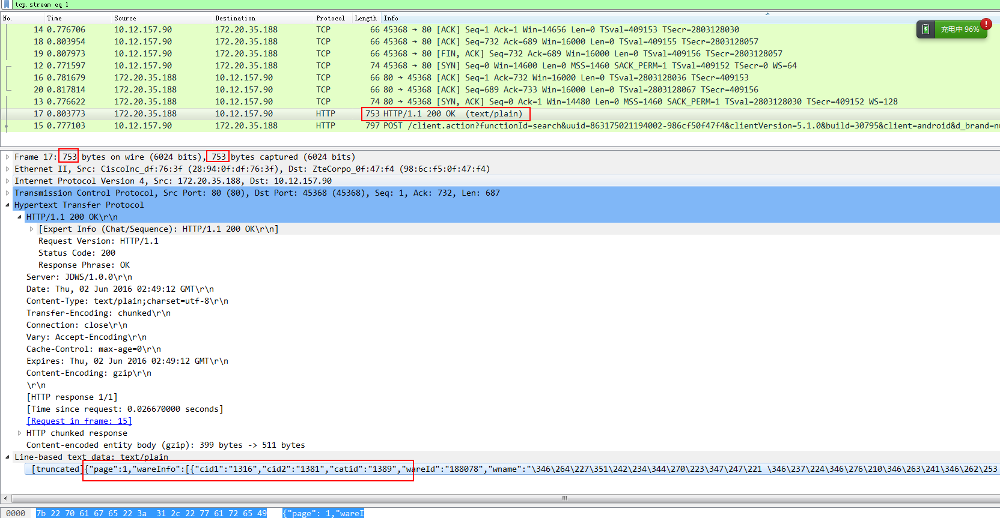 tcp.stream eq 1
No. Time Source Destination Protocol Length Info
14 0.776706 10.12.157.90 172.20.35.188 TCP 66 45368 → 80 [ACK] Seq=1 Ack=1 Win=14656 Len=0 TSval=409153 TSecr=2803128030
18 0.803954 10.12.157.90 172.20.35.188 TCP 66 45368 → 80 [ACK] Seq=732 Ack=689 Win=16000 Len=0 TSval=409155 TSecr=2803128057
19 0.807973 10.12.157.90 172.20.35.188 TCP 66 45368 → 80 [FIN, ACK] Seq=732 Ack=689 Win=16000 Len=0 TSval=409156 TSecr=2803128057
12 0.771597 10.12.157.90 172.20.35.188 TCP 74 45368 → 80 [SYN] Seq=0 Win=14600 Len=0 MSS=1460 SACK_PERM=1 TSval=409152 TSecr=0 WS=64
16 0.781679 172.20.35.188 10.12.157.90 TCP 66 80 → 45368 [ACK] Seq=1 Ack=732 Win=16000 Len=0 TSval=2803128036 TSecr=409153
20 0.817814 172.20.35.188 10.12.157.90 TCP 66 80 → 45368 [ACK] Seq=689 Ack=733 Win=16000 Len=0 TSval=2803128067 TSecr=409156
13 0.776622 172.20.35.188 10.12.157.90 TCP 74 80 → 45368 [SYN, ACK] Seq=0 Ack=1 Win=14480 Len=0 MSS=1460 SACK_PERM=1 TSval=2803128030 TSecr=409152 WS=128
17 0.803773 172.20.35.188 10.12.157.90 HTTP 753 HTTP/1.1 200 OK (text/plain)
15 0.777103 10.12.157.90 172.20.35.188 HTTP 797 POST /client.action?functionId=search&uuid=863175021194002-986cf50f47f4&clientVersion=5.1.0&build=30795&client=android&d_brand=nu
充电中 96%
!
Frame 17: 753 bytes on wire (6024 bits), 753 bytes captured (6024 bits)
Ethernet II, Src: CiscoInc_df:76:3f (28:94:0f:df:76:3f), Dst: ZteCorpo_0f:47:f4 (98:6c:f5:0f:47:f4)
Internet Protocol Version 4, Src: 172.20.35.188, Dst: 10.12.157.90
Transmission Control Protocol, Src Port: 80 (80), Dst Port: 45368 (45368), Seq: 1, Ack: 732, Len: 687
Hypertext Transfer Protocol
HTTP/1.1 200 OK\r\n
[Expert Info (Chat/Sequence): HTTP/1.1 200 OK\r\n]
Request Version: HTTP/1.1
Status Code: 200
Response Phrase: OK
Server: JDWS/1.0.0\r\n
Date: Thu, 02 Jun 2016 02:49:12 GMT\r\n
Content-Type: text/plain;charset=utf-8\r\n
Transfer-Encoding: chunked\r\n
Connection: close\r\n
Vary: Accept-Encoding\r\n
Cache-Control: max-age=0\r\n
Expires: Thu, 02 Jun 2016 02:49:12 GMT\r\n
Content-Encoding: gzip\r\n
\r\n
[HTTP response 1/1]
[Time since request: 0.026670000 seconds]
[Request in frame: 15]
HTTP chunked response
Content-encoded entity body (gzip): 399 bytes -> 511 bytes
Line-based text data: text/plain
[truncated]{"page":1,"wareInfo":[{"cid1":"1316","cid2":"1381","catid":"1389","wareId":"188078","wname":"\346\264\227\351\242\234\344\270\223\347\247\221 \346\237\224\346\276\210\346\263\241\346\262\253
0000 7b 22 70 61 67 65 22 3a 31 2c 22 77 61 72 65 49 {"page": 1,"wareI